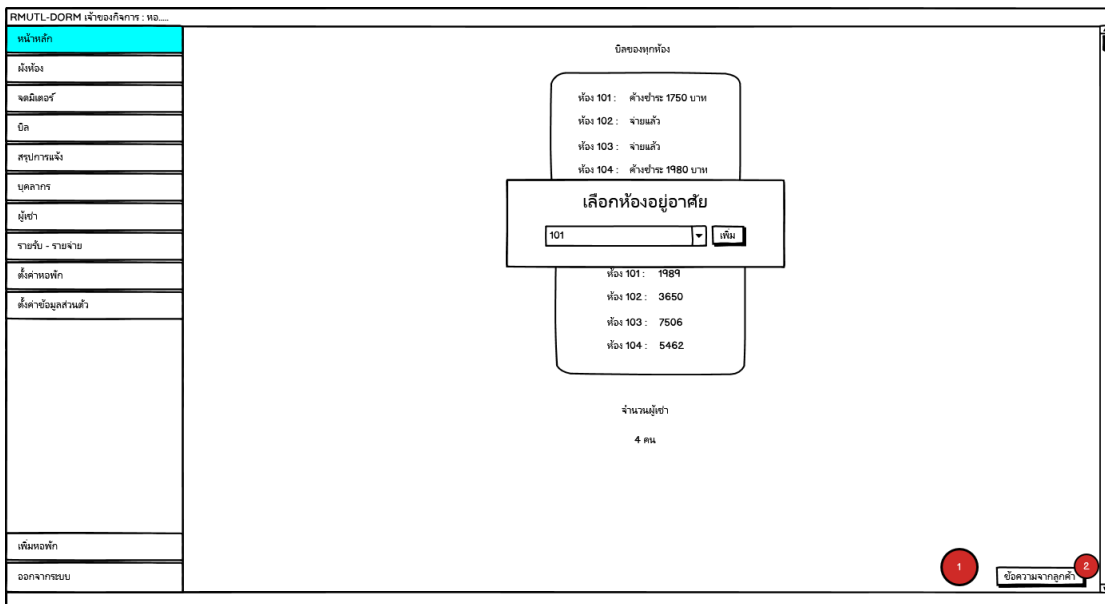 RMUTL-DORM เจ้าของกิจการ : หอ.....
หน้าหลัก
ผังห้อง
จดมิเตอร์
บิล
สรุปการแจ้ง
บุคลากร
ผู้เช่า
รายรับ - รายจ่าย
ตั้งค่าหอพัก
ตั้งค่าข้อมูลส่วนตัว
เพิ่มหอพัก
ออกจากระบบ
บิลของทุกห้อง
ห้อง 101 : ค้างชำระ 1750 บาท
ห้อง 102 : จ่ายแล้ว
ห้อง 103 : จ่ายแล้ว
ห้อง 104 : ค้างชำระ 1980 บาท
เลือกห้องอยู่อาศัย
101 เพิ่ม
ห้อง 101 : 1989
ห้อง 102 : 3650
ห้อง 103 : 7506
ห้อง 104 : 5462
จำนวนผู้เช่า
4 คน
1
ข้อความจากลูกค้า 2